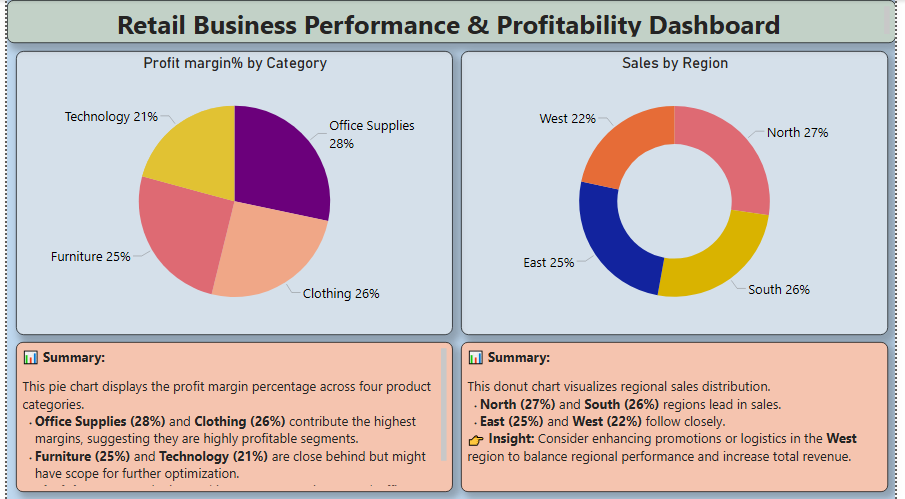 Retail Business Performance & Profitability Dashboard
Profit margin% by Category
Technology 21%
Office Supplies
28%
Furniture 25%
Clothing 26%
Sales by Region
West 22%
North 27%
East 25%
South 26%
📊 Summary:
This pie chart displays the profit margin percentage across four product
categories.
· Office Supplies (28%) and Clothing (26%) contribute the highest
margins, suggesting they are highly profitable segments.
· Furniture (25%) and Technology (21%) are close behind but might
have scope for further optimization.
📊 Summary:
This donut chart visualizes regional sales distribution.
· North (27%) and South (26%) regions lead in sales.
· East (25%) and West (22%) follow closely.
👉 Insight: Consider enhancing promotions or logistics in the West
region to balance regional performance and increase total revenue.